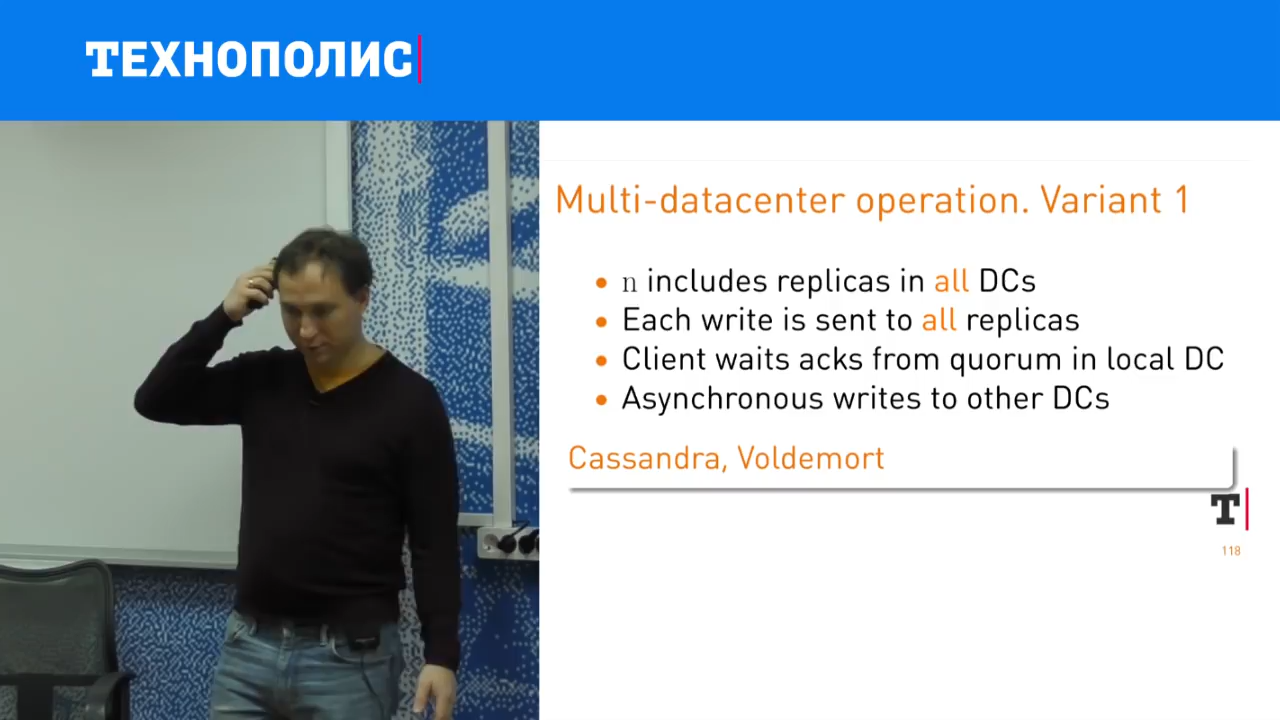 ТЕХНОПОЛИС
Multi-datacenter operation. Variant 1
n includes replicas in all DCs
Each write is sent to all replicas
Client waits acks from quorum in local DC
Asynchronous writes to other DCs
Cassandra, Voldemort
T
118